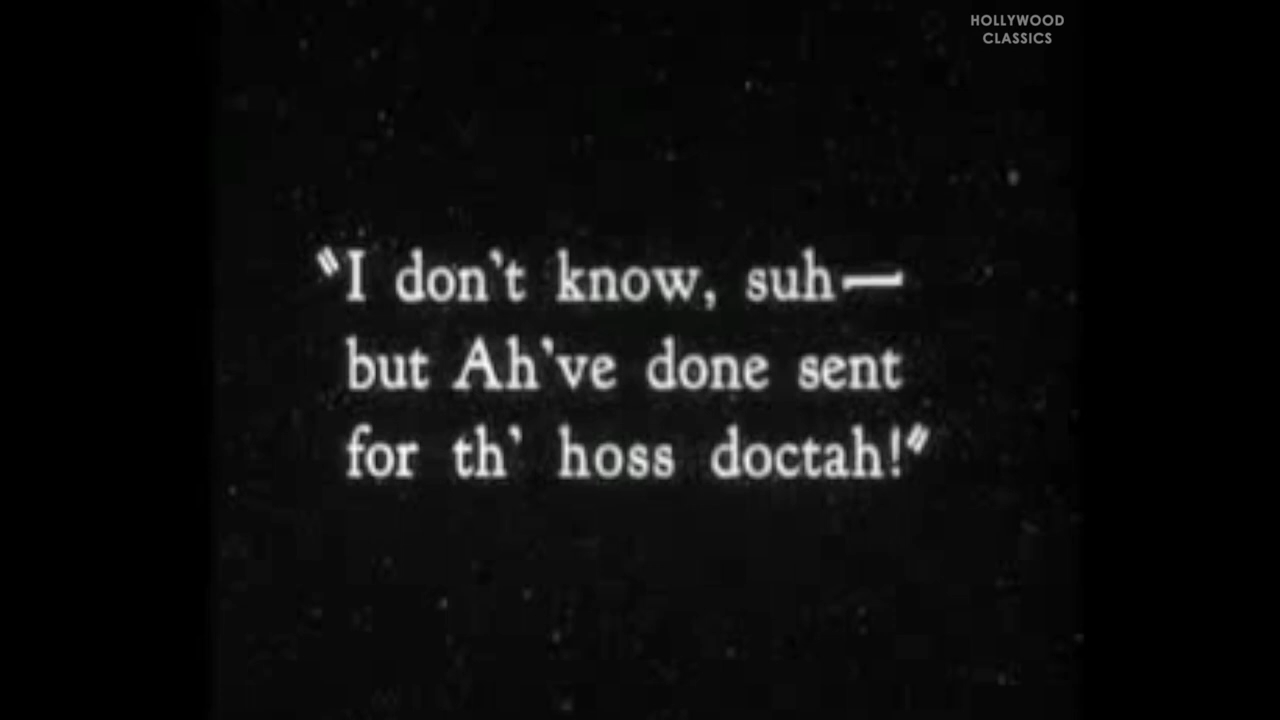 HOLLYWOOD
CLASSICS
"I don't know, suh—
but Ah've done sent
for th' hoss doctah!"